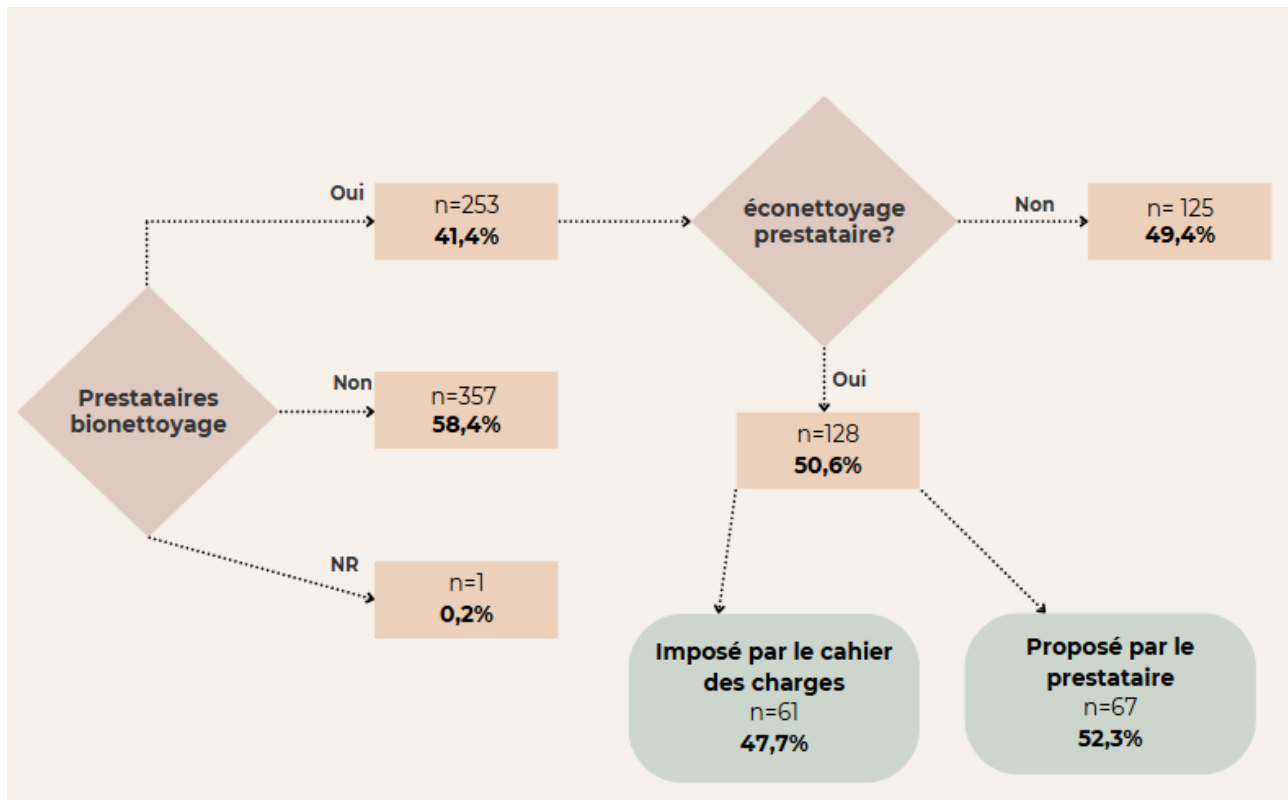 Prestataires
bionettoyage
Oui
n=253
41,4%
Non
n=357
58,4%
NR
n=1
0,2%
éconettoyage
prestataire?
Non
n= 125
49,4%
Oui
n=128
50,6%
Imposé par le cahier
des charges
n=61
47,7%
Proposé par le
prestataire
n=67
52,3%